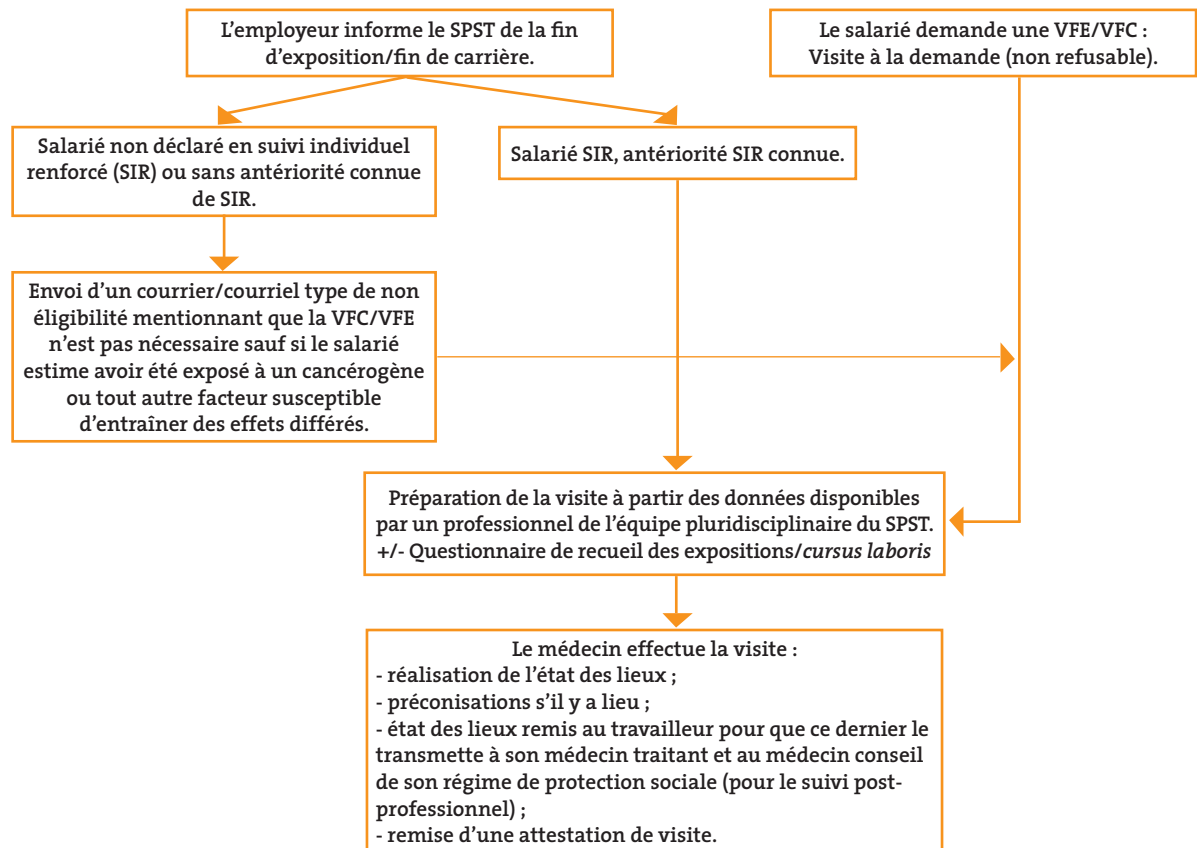 L'employeur informe le SPST de la fin
d'exposition/fin de carrière.
Le salarié demande une VFE/VFC :
Visite à la demande (non refusable).
Salarié non déclaré en suivi individuel
renforcé (SIR) ou sans antériorité connue
de SIR.
Salarié SIR, antériorité SIR connue.
Envoi d'un courrier/courriel type de non
éligibilité mentionnant que la VFC/VFE
n'est pas nécessaire sauf si le salarié
estime avoir été exposé à un cancérogène
ou tout autre facteur susceptible
d'entraîner des effets différés.
Préparation de la visite à partir des données disponibles
par un professionnel de l'équipe pluridisciplinaire du SPST.
+/- Questionnaire de recueil des expositions/cursus laboris
Le médecin effectue la visite :
- réalisation de l'état des lieux ;
- préconisations s'il y a lieu ;
- état des lieux remis au travailleur pour que ce dernier le
transmette à son médecin traitant et au médecin conseil
de son régime de protection sociale (pour le suivi post-
professionnel) ;
- remise d'une attestation de visite.